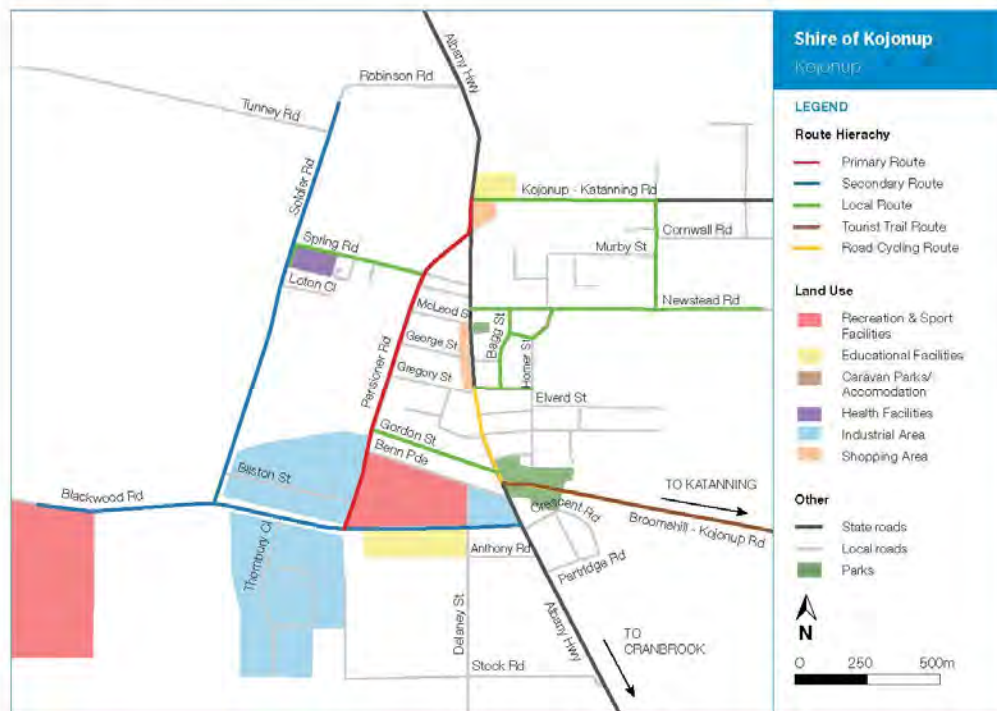 Shire of Kojonup
Kojonup
LEGEND
Route Hierachy
Primary Route
Secondary Route
Local Route
Tourist Trail Route
Road Cycling Route
Land Use
Recreation & Sport
Facilities
Educational Facilities
Caravan Parks/
Accomodation
Health Facilities
Industrial Area
Shopping Area
Other
State roads
Local roads
Parks
N
0 250 500m
Albany Hwy
Robinson Rd
Tunney Rd
Soldier Rd
Kojonup - Katanning Rd
Cornwall Rd
Murby St
Spring Rd
Loton Cl
Newstead Rd
McLeod S
Bagg St
George St
Homer St
Pensioner Rd
Gregory St
Elverd St
Gordon St
Benn Pde
Bilston St
TO KATANNING
Blackwood Rd
Crescent Rd
Broomehill - Kojonup Rd
Thornbury Cl
Anthony Rd
Partridge Rd
Delaney St
Albany Hwy
TO
CRANBROOK
Stock Rd